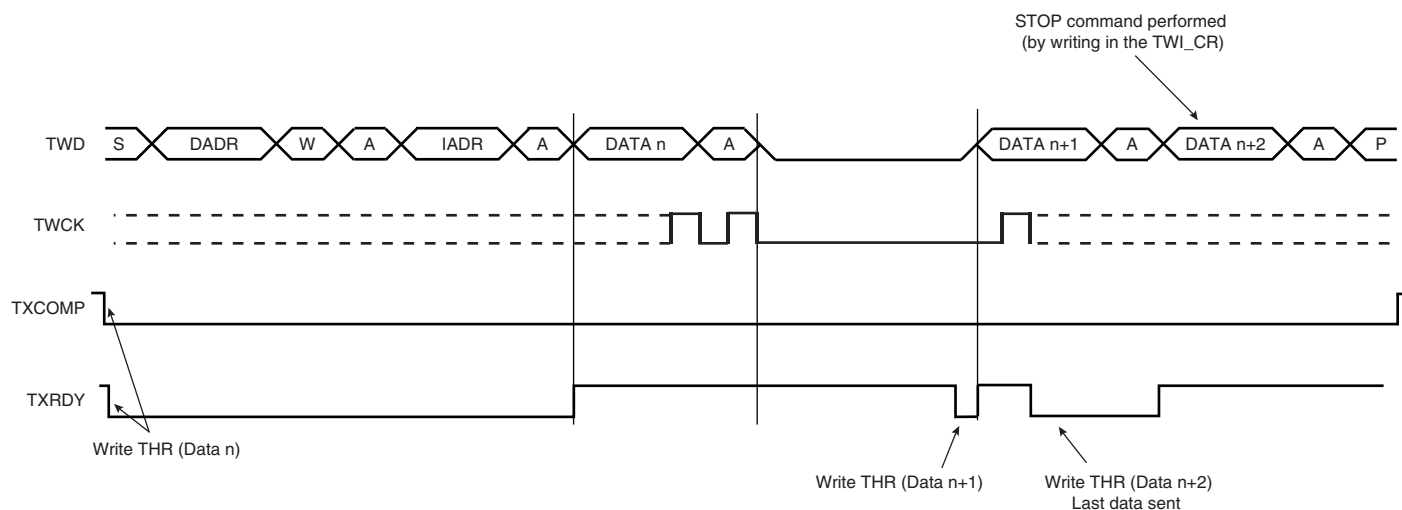 STOP command performed
(by writing in the TWI_CR)
TWD S DADR W A IADR A DATA n A DATA n+1 A DATA n+2 A P
TWCK
TXCOMP
TXRDY
Write THR (Data n)
Write THR (Data n+1)
Write THR (Data n+2)
Last data sent